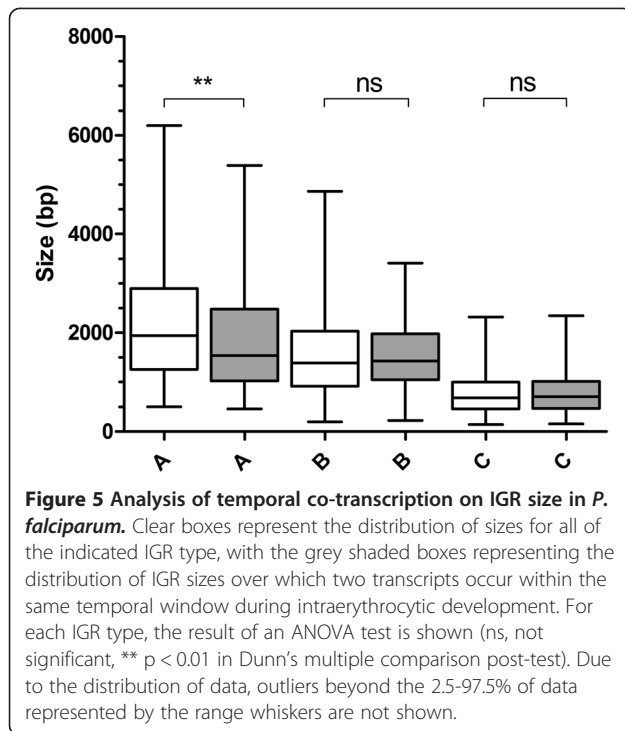 8000
6000
4000
2000
0
Size (bp)
**
ns
ns
A
A
B
B
C
C
Figure 5 Analysis of temporal co-transcription on IGR size in P.
falciparum. Clear boxes represent the distribution of sizes for all of
the indicated IGR type, with the grey shaded boxes representing the
distribution of IGR sizes over which two transcripts occur within the
same temporal window during intraerythrocytic development. For
each IGR type, the result of an ANOVA test is shown (ns, not
significant, ** p < 0.01 in Dunn's multiple comparison post-test). Due
to the distribution of data, outliers beyond the 2.5-97.5% of data
represented by the range whiskers are not shown.